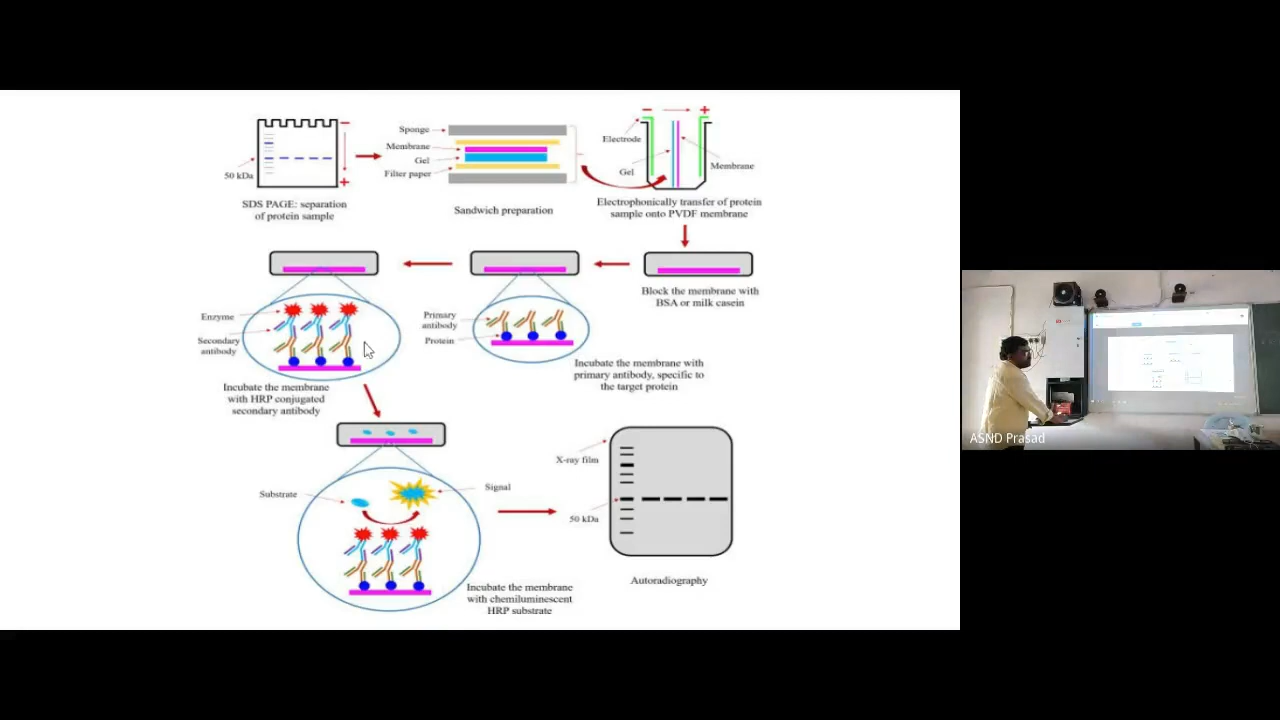 50 kDa
SDS PAGE: separation
of protein sample
Sponge
Membrane
Gel
Filter paper
Sandwich preparation
Electrode
Gel
Membrane
Electrophonically transfer of protein
sample onto PVDF membrane
Block the membrane with
BSA or milk casein
Primary
antibody
Protein
Incubate the membrane with
primary antibody, specific to
the target protein
Enzyme
Secondary
antibody
Incubate the membrane
with HRP conjugated
secondary antibody
Substrate
Signal
Incubate the membrane
with chemiluminescent
HRP substrate
X-ray film
50 kDa
Autoradiography
ASND Prasad